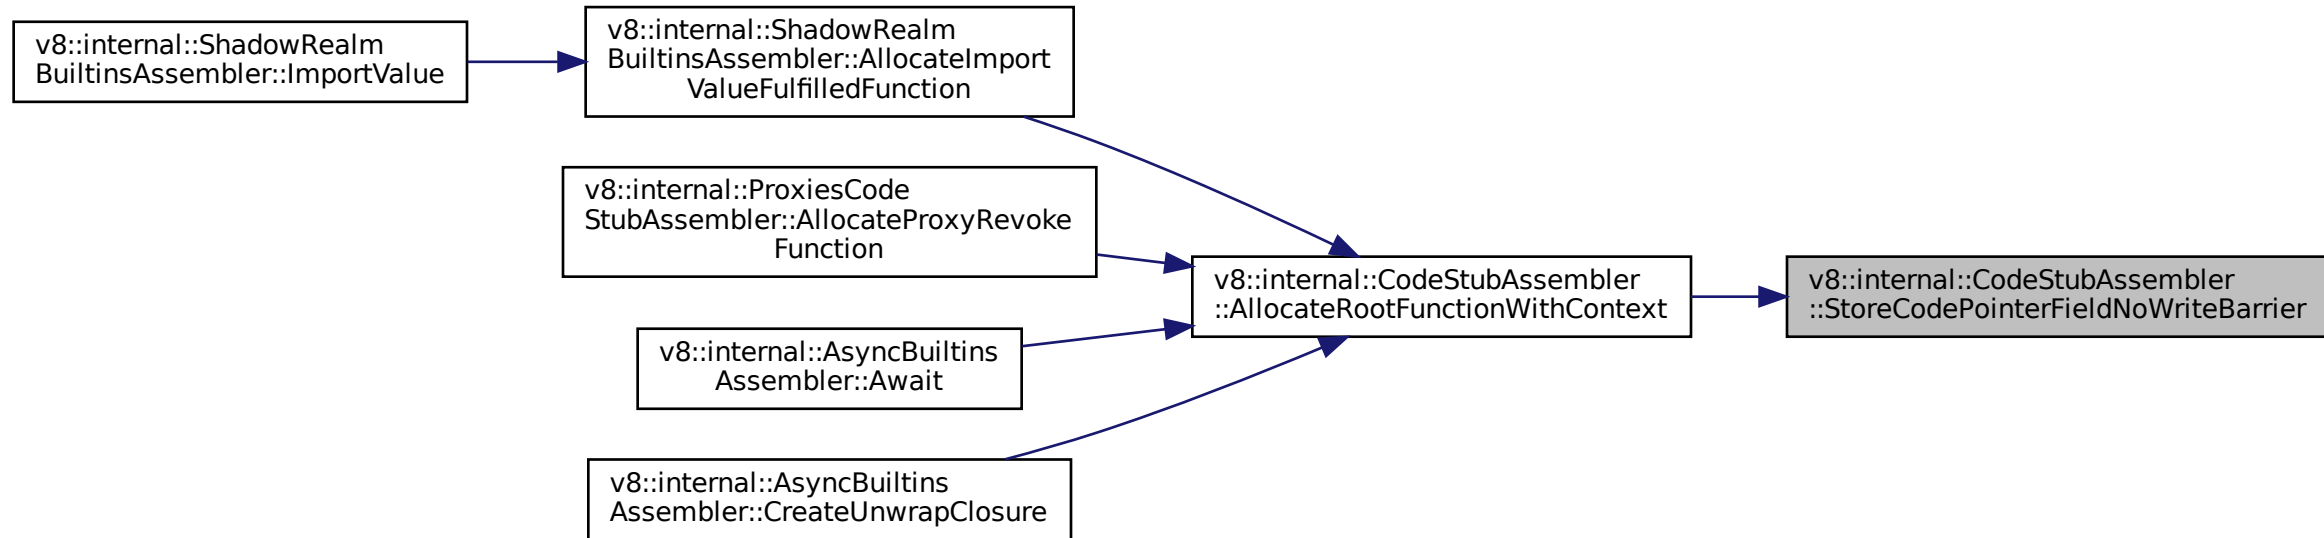 v8::internal::ShadowRealm
BuiltinsAssembler::ImportValue
v8::internal::ShadowRealm
BuiltinsAssembler::AllocateImport
ValueFulfilledFunction
v8::internal::ProxiesCode
StubAssembler::AllocateProxyRevoke
Function
v8::internal::AsyncBuiltins
Assembler::Await
v8::internal::AsyncBuiltins
Assembler::CreateUnwrapClosure
v8::internal::CodeStubAssembler
::AllocateRootFunctionWithContext
v8::internal::CodeStubAssembler
::StoreCodePointerFieldNoWriteBarrier